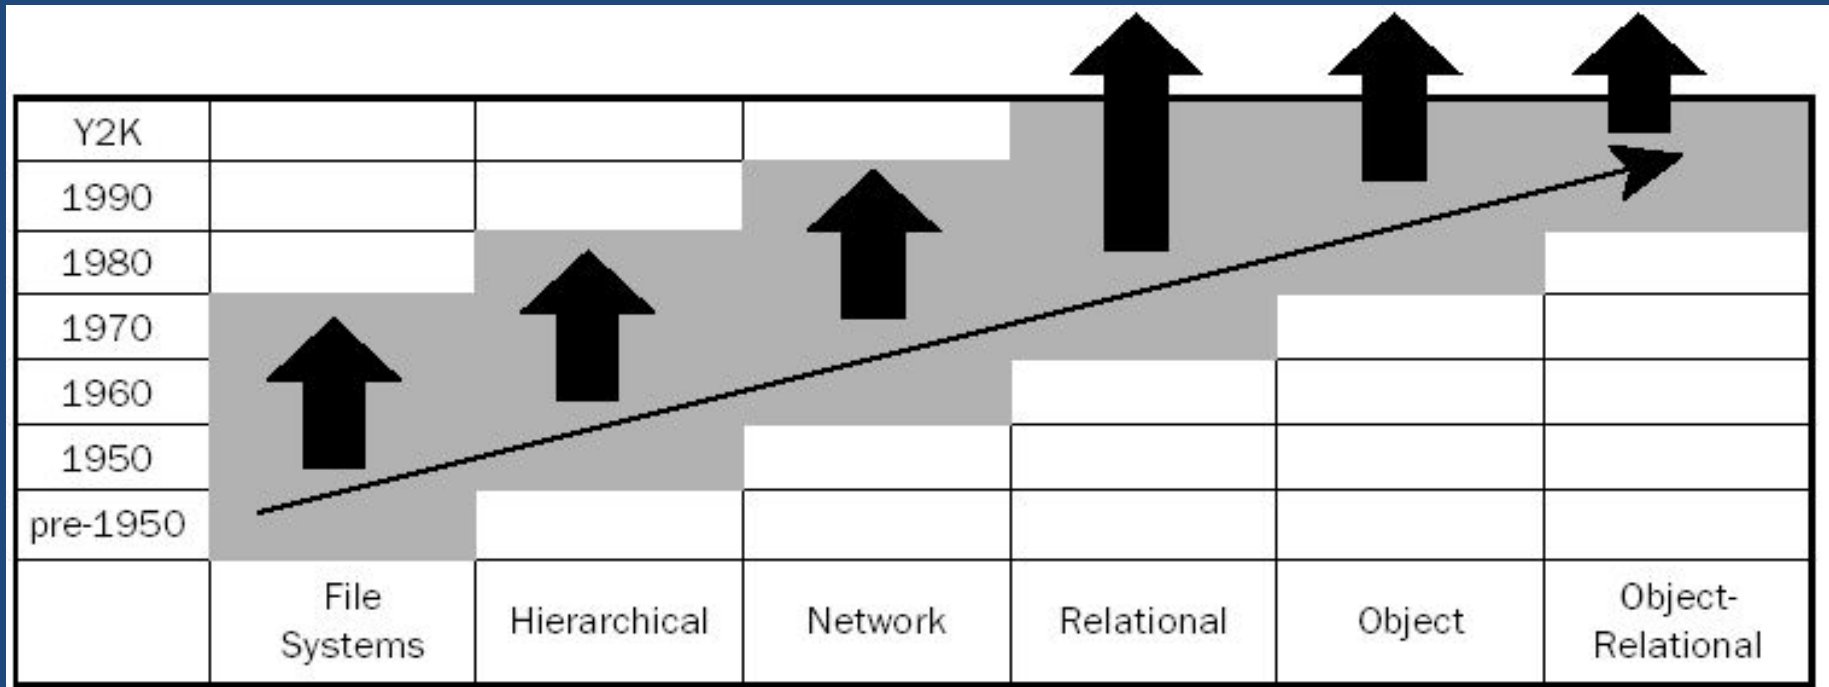 Y2K
1990
1980
1970
1960
1950
pre-1950
File
Systems
Hierarchical
Network
Relational
Object
Object-
Relational